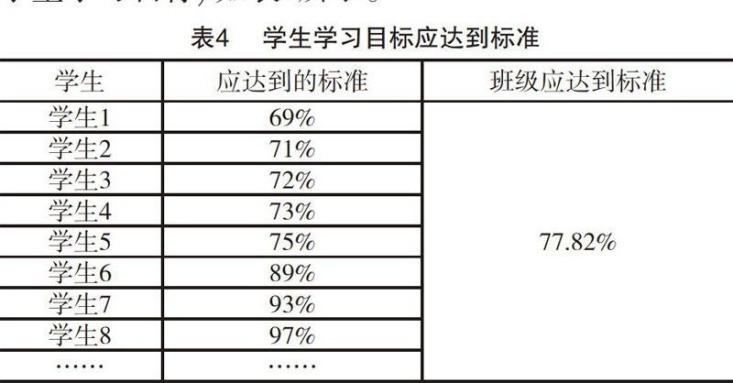 表4 学生学习目标应达到标准
学生 应达到的标准 班级应达到标准
学生1 69%
学生2 71%
学生3 72%
学生4 73%
学生5 75% 77.82%
学生6 89%
学生7 93%
学生8 97%
…… ……